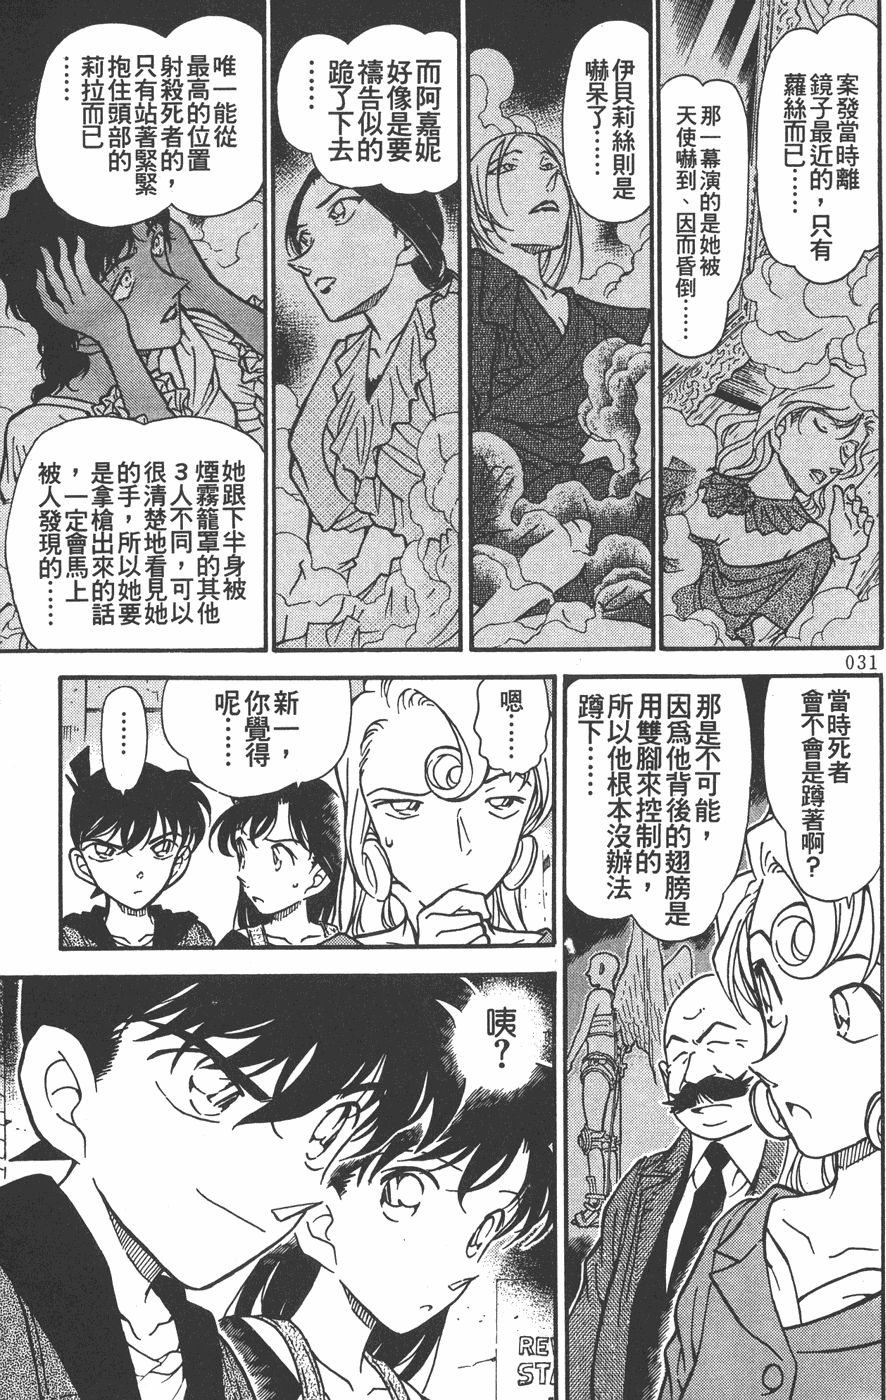 案發當時離
鏡子最近的，只有
蘿絲而已……
那一幕演的是她被
天使嚇到、因而昏倒……
伊貝莉絲則是
嚇呆了……
而阿嘉妮
好像是要
禱告似的
跪了下去
唯一能從
最高的位置
射殺死者的，
只有站著緊緊
抱住頭部的
莉拉而已
……
她跟下半身被
煙霧籠罩的其他
3人不同，可以
很清楚地看見她
的手，所以她要
是拿槍出來的話
，一定會馬上
被人發現的……
031
當時死者
會不會是蹲著啊？
那是不可能，
因爲他背後的翅膀是
用雙腳來控制的，
所以他根本沒辦法
蹲下……
嗯……
新一，
你覺得
呢……
……
咦？
REV
STA